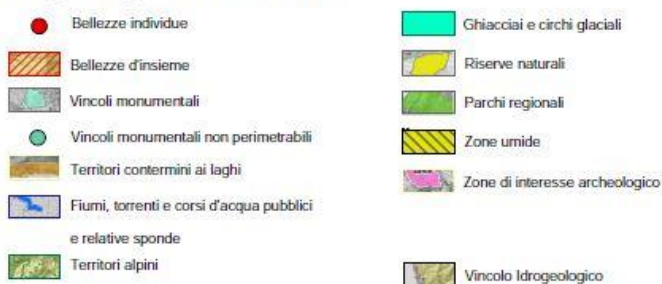 Bellezze individue
Bellezze d'insieme
Vincoli monumentali
Vincoli monumentali non perimetrabili
Territori contermini ai laghi
Fiumi, torrenti e corsi d'acqua pubblici
e relative sponde
Territori alpini
Ghiacciai e circhi glaciali
Riserve naturali
Parchi regionali
Zone umide
Zone di interesse archeologico
Vincolo Idrogeologico